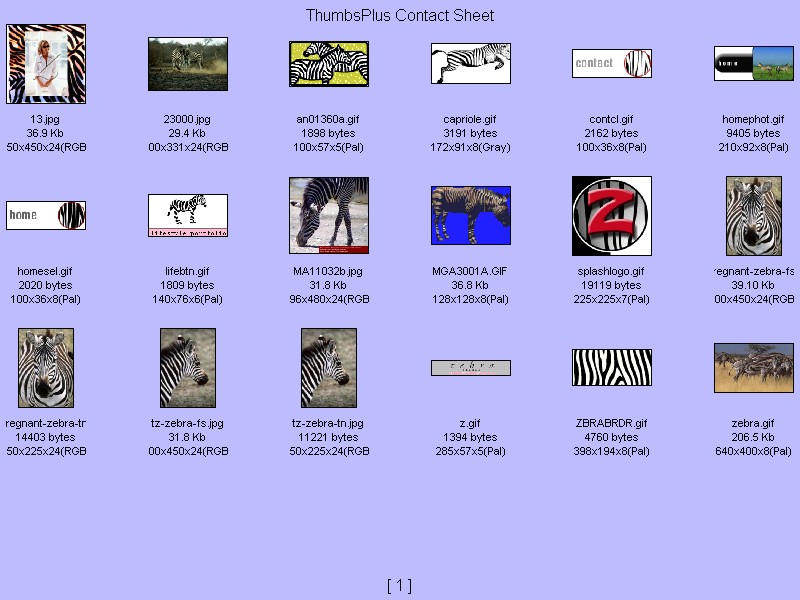 ThumbsPlus Contact Sheet
contact
home
13.jpg
23000.jpg
an01360a.gif
capriole.gif
contcl.gif
homephot.gif
36.9 Kb
29.4 Kb
1898 bytes
3191 bytes
2162 bytes
9405 bytes
50x450x24(RGB
00x331x24(RGB
100x57x5(Pal)
172x91x8(Gray)
100x36x8(Pal)
210x92x8(Pal)
home
lifestyle portfolio
Z
homesel.gif
lifebtn.gif
MA11032b.jpg
MGA3001A.GIF
splashlogo.gif
regnant-zebra-fs
2020 bytes
1809 bytes
31.8 Kb
36.8 Kb
19119 bytes
39.10 Kb
100x36x8(Pal)
140x76x6(Pal)
96x480x24(RGB
128x128x8(Pal)
225x225x7(Pal)
00x450x24(RGB
zebra
regnant-zebra-tr
tz-zebra-fs.jpg
tz-zebra-tn.jpg
z.gif
ZBRABRDR.gif
zebra.gif
14403 bytes
31.8 Kb
11221 bytes
1394 bytes
4760 bytes
206.5 Kb
50x225x24(RGB
00x450x24(RGB
50x225x24(RGB
285x57x5(Pal)
398x194x8(Pal)
640x400x8(Pal)
[ 1 ]